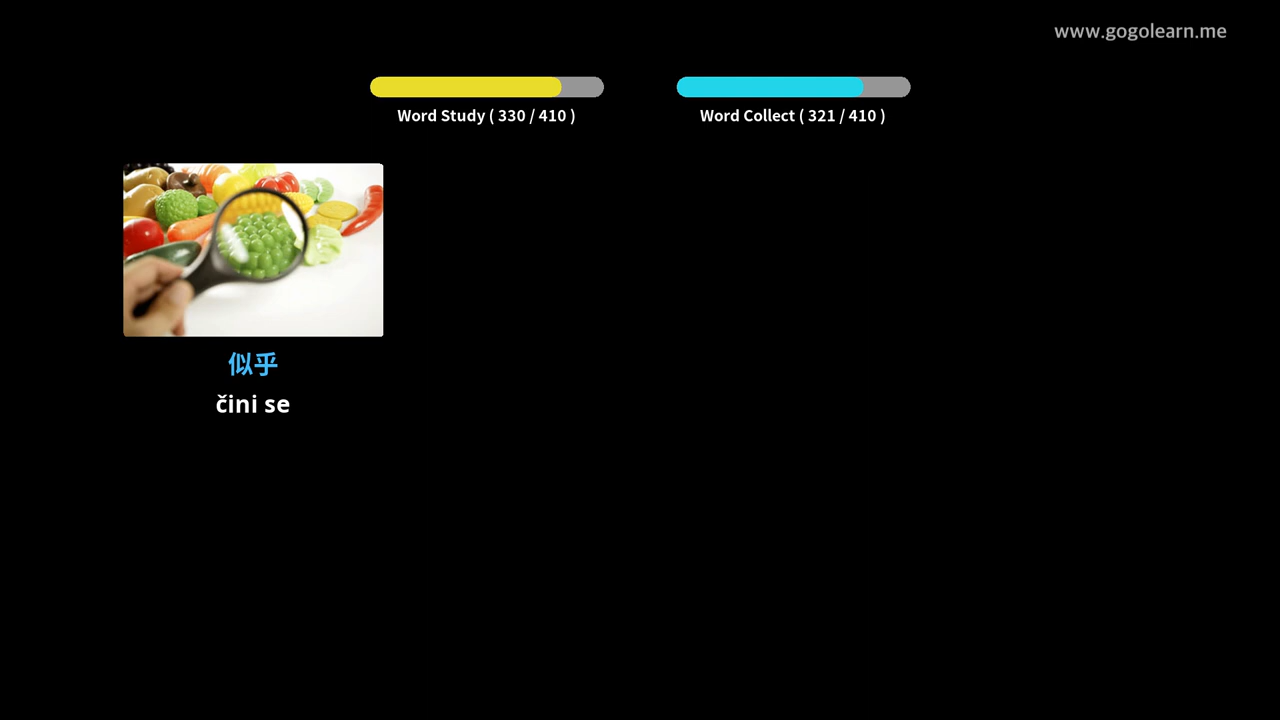 www.gogolearn.me
Word Study ( 330 / 410 )
Word Collect ( 321 / 410 )
似乎
čini se